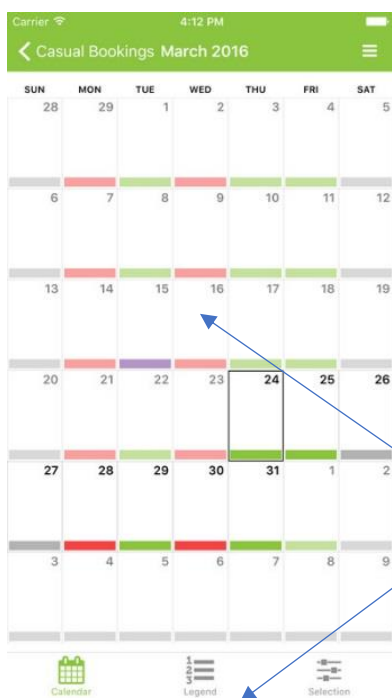 Carrier 4:12 PM
Casual Bookings March 2016
SUN MON TUE WED THU FRI SAT
28 29 1 2 3 4 5
6 7 8 9 10 11 12
13 14 15 16 17 18 19
20 21 22 23 24 25 26
27 28 29 30 31 1 2
3 4 5 6 7 8 9
1
2
3
Calendar Legend Selection